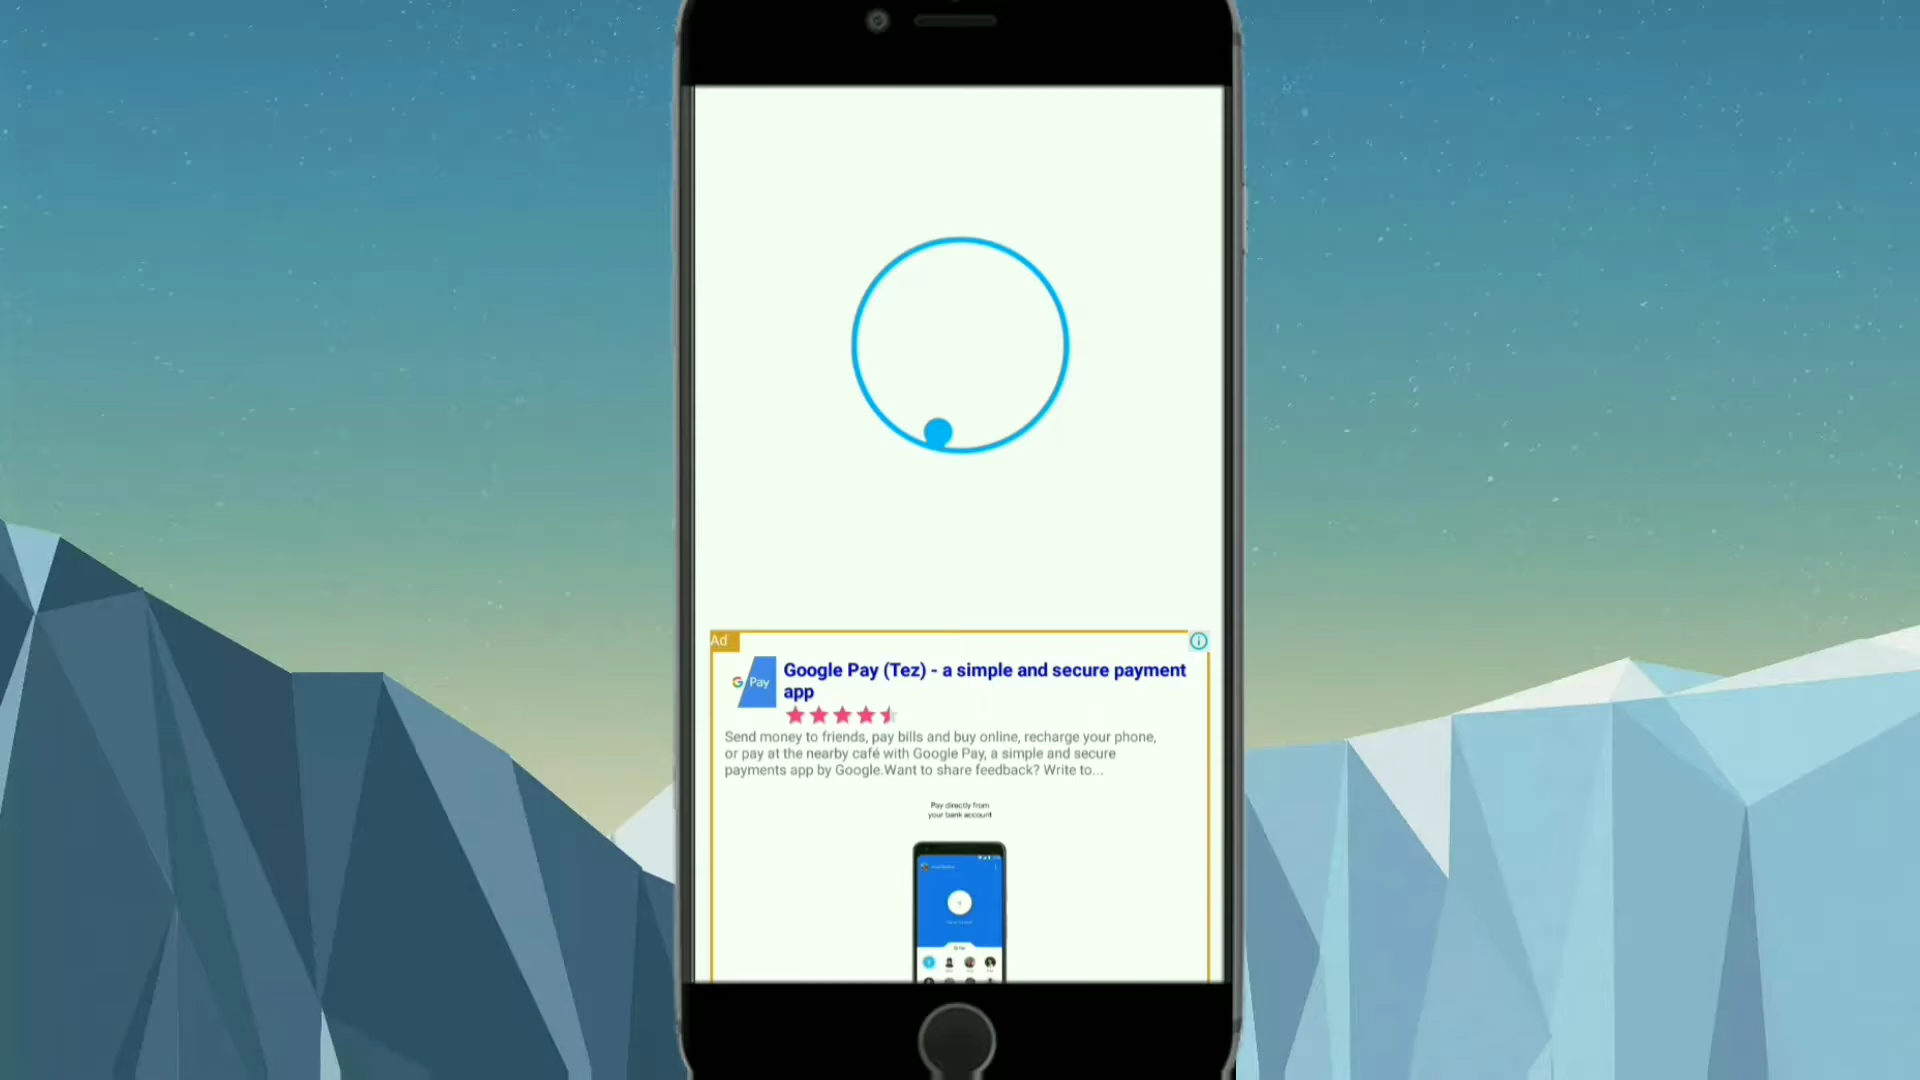 Ad
Google Pay (Tez) - a simple and secure payment
app
G Pay
Send money to friends, pay bills and buy online, recharge your phone,
or pay at the nearby café with Google Pay, a simple and secure
payments app by Google.Want to share feedback? Write to...
Pay directly from
your bank account